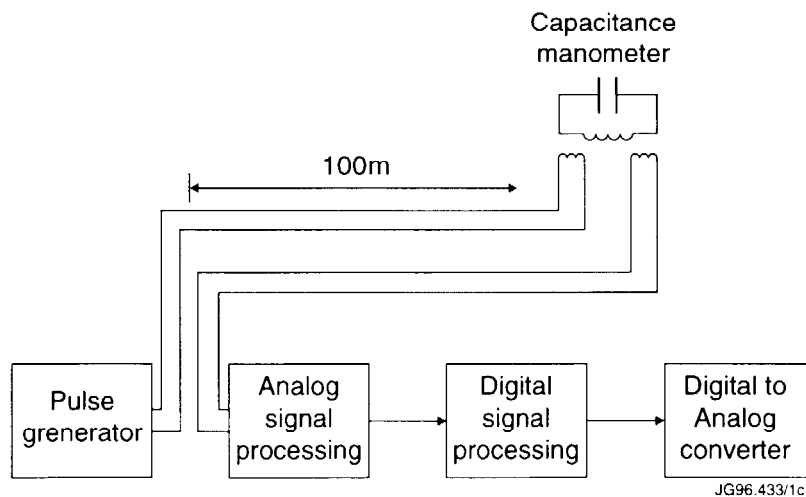 Capacitance
manometer
100m
Pulse
grenerator
Analog
signal
processing
Digital
signal
processing
Digital to
Analog
converter
JG96.433/1c